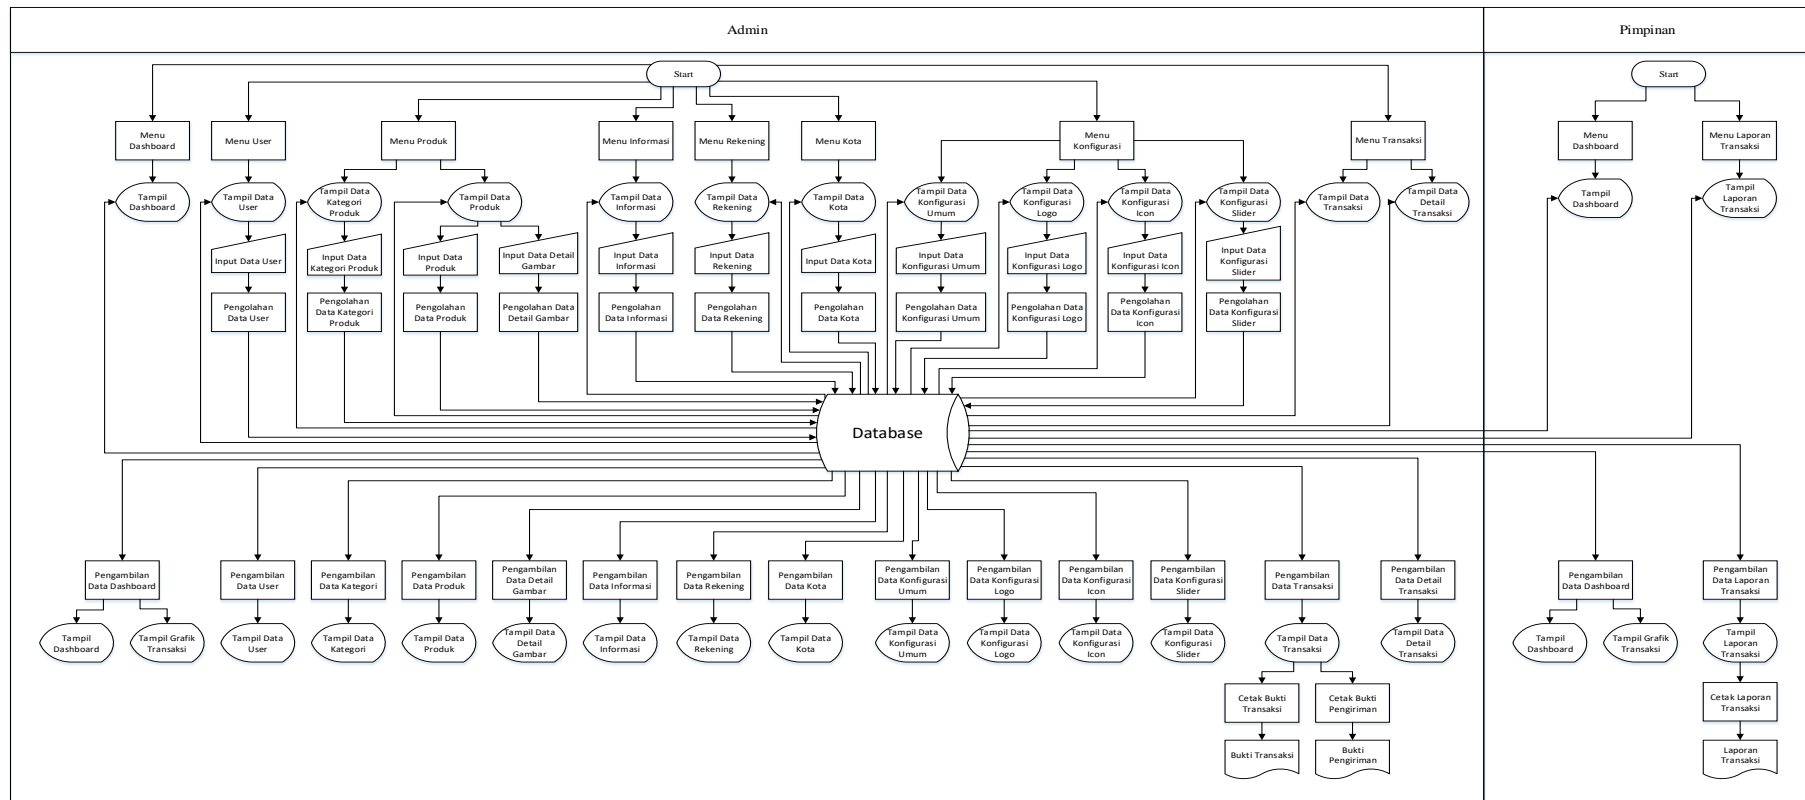 Admin
Pimpinan
Start
Start
Menu
Dashboard
Menu User
Menu Produk
Menu Informasi
Menu Rekening
Menu Kota
Menu
Konfigurasi
Menu Transaksi
Menu
Dashboard
Menu Laporan
Transaksi
Tampil
Dashboard
Tampil Data
User
Tampil Data
Kategori
Produk
Tampil Data
Produk
Tampil Data
Informasi
Tampil Data
Rekening
Tampil Data
Kota
Tampil Data
Konfigurasi
Umum
Tampil Data
Konfigurasi
Logo
Tampil Data
Konfigurasi
Icon
Tampil Data
Konfigurasi
Slider
Tampil Data
Transaksi
Tampil Data
Detail
Transaksi
Tampil
Dashboard
Tampil
Laporan
Transaksi
Input Data User
Input Data
Kategori Produk
Input Data
Produk
Input Data Detail
Gambar
Input Data
Informasi
Input Data
Rekening
Input Data Kota
Input Data
Konfigurasi Umum
Input Data
Konfigurasi Logo
Input Data
Konfigurasi Icon
Input Data
Konfigurasi
Slider
Pengolahan
Data User
Pengolahan
Data Kategori
Produk
Pengolahan
Data Produk
Pengolahan Data
Detail Gambar
Pengolahan
Data Informasi
Pengolahan
Data Rekening
Pengolahan
Data Kota
Pengolahan Data
Konfigurasi Umum
Pengolahan Data
Konfigurasi Logo
Pengolahan
Data Konfigurasi
Icon
Pengolahan
Data Konfigurasi
Slider
Database
Pengambilan
Data Dashboard
Pengambilan
Data User
Pengambilan
Data Kategori
Pengambilan
Data Produk
Pengambilan
Data Detail
Gambar
Pengambilan
Data Informasi
Pengambilan
Data Rekening
Pengambilan
Data Kota
Pengambilan
Data Konfigurasi
Umum
Pengambilan
Data Konfigurasi
Logo
Pengambilan
Data Konfigurasi
Icon
Pengambilan
Data Konfigurasi
Slider
Pengambilan
Data Transaksi
Pengambilan
Data Detail
Transaksi
Pengambilan
Data Dashboard
Pengambilan
Data Laporan
Transaksi
Tampil
Dashboard
Tampil Grafik
Transaksi
Tampil Data
User
Tampil Data
Kategori
Tampil Data
Produk
Tampil Data
Detail
Gambar
Tampil Data
Informasi
Tampil Data
Rekening
Tampil Data
Kota
Tampil Data
Konfigurasi
Umum
Tampil Data
Konfigurasi
Logo
Tampil Data
Konfigurasi
Icon
Tampil Data
Konfigurasi
Slider
Tampil Data
Transaksi
Tampil Data
Detail
Transaksi
Tampil
Dashboard
Tampil Grafik
Transaksi
Tampil
Laporan
Transaksi
Cetak Bukti
Transaksi
Cetak Bukti
Pengiriman
Cetak Laporan
Transaksi
Bukti Transaksi
Bukti
Pengiriman
Laporan
Transaksi